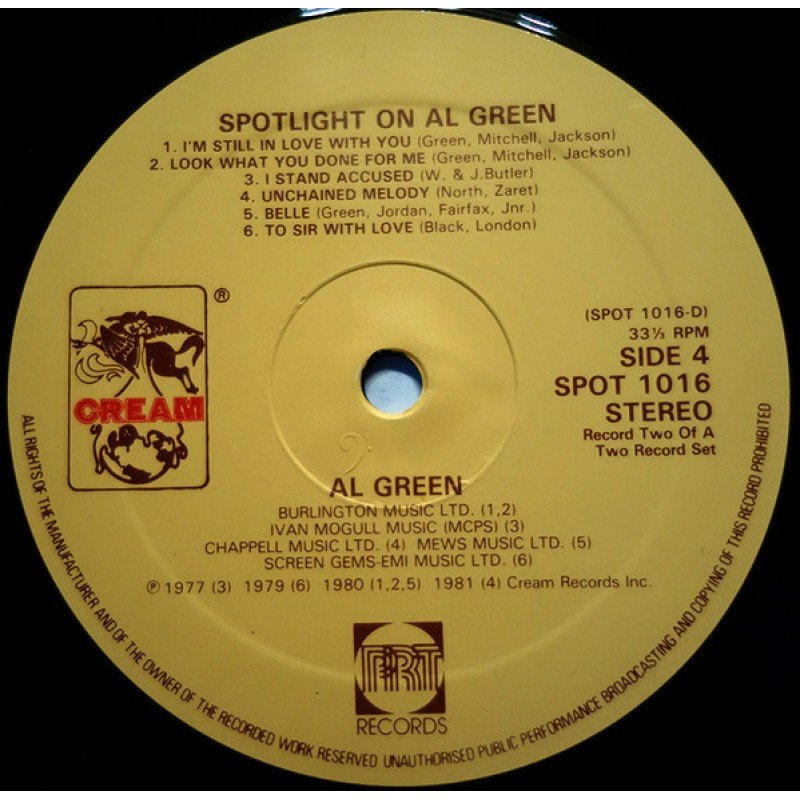 SPOTLIGHT ON AL GREEN
1. I'M STILL IN LOVE WITH YOU (Green, Mitchell, Jackson)
2. LOOK WHAT YOU DONE FOR ME (Green, Mitchell, Jackson)
3. I STAND ACCUSED (W. & J.Butler)
4. UNCHAINED MELODY (North, Zaret)
5. BELLE (Green, Jordan, Fairfax, Jnr.)
6. TO SIR WITH LOVE (Black, London)
®
CREAM
(SPOT 1016-D)
33⅓ RPM
SIDE 4
SPOT 1016
STEREO
Record Two Of A
Two Record Set
AL GREEN
BURLINGTON MUSIC LTD. (1,2)
IVAN MOGULL MUSIC (MCPS) (3)
CHAPPELL MUSIC LTD. (4) MEWS MUSIC LTD. (5)
SCREEN GEMS-EMI MUSIC LTD. (6)
℗ 1977 (3) 1979 (6) 1980 (1,2,5) 1981 (4) Cream Records Inc.
PRT
RECORDS
ALL RIGHTS OF THE MANUFACTURER AND OF THE OWNER OF THE RECORDED WORK RESERVED UNAUTHORISED PUBLIC PERFORMANCE BROADCASTING AND COPYING OF THIS RECORD PROHIBITED